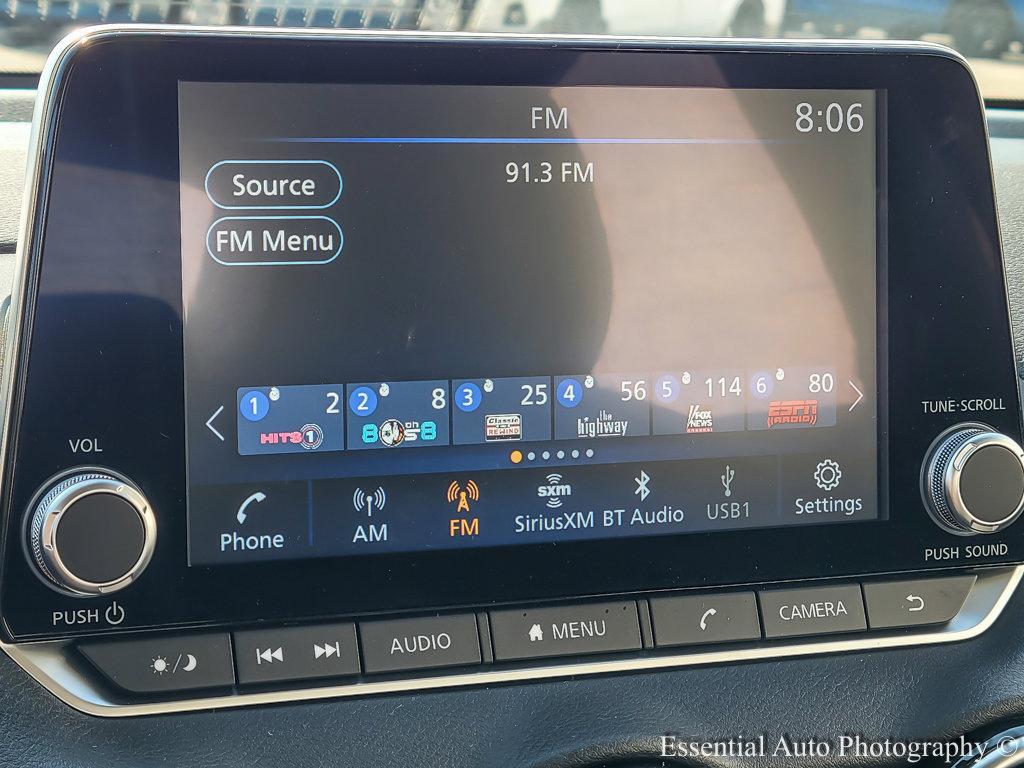 FM
8:06
Source
91.3 FM
FM Menu
1 2 2 8 3 25 4 56 5 114 6 80
HITS 1
80s on 8
Classic
REWIND
the
highway
FOX
NEWS
channel
ESPN
RADIO
VOL
TUNE·SCROLL
Phone
AM
FM
sxm
SiriusXM
BT Audio
USB1
Settings
PUSH
PUSH SOUND
AUDIO
MENU
CAMERA
Essential Auto Photography ©